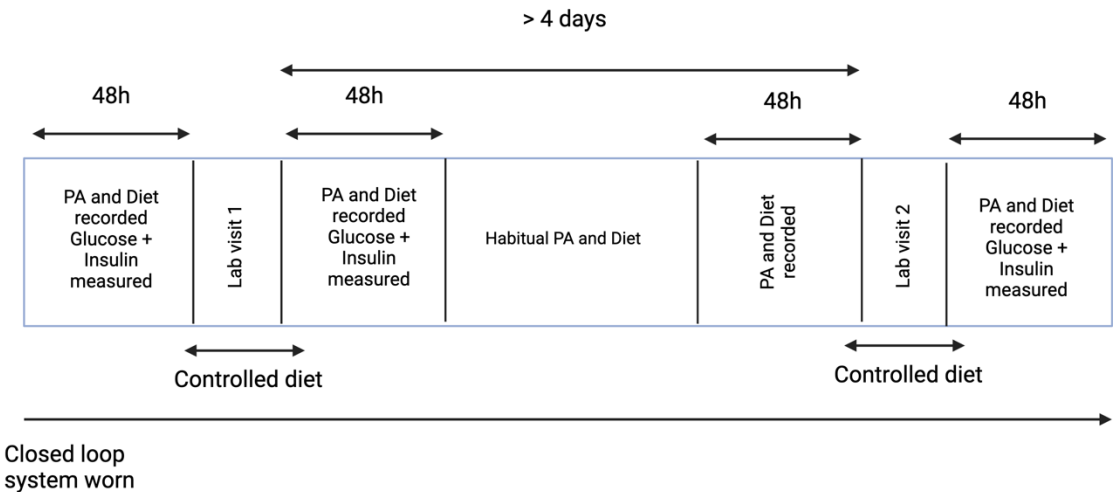 > 4 days
48h
48h
48h
48h
PA and Diet
recorded
Glucose +
Insulin
measured
Lab visit 1
PA and Diet
recorded
Glucose +
Insulin
measured
Habitual PA and Diet
PA and Diet
recorded
Lab visit 2
PA and Diet
recorded
Glucose +
Insulin
measured
Controlled diet
Controlled diet
Closed loop
system worn